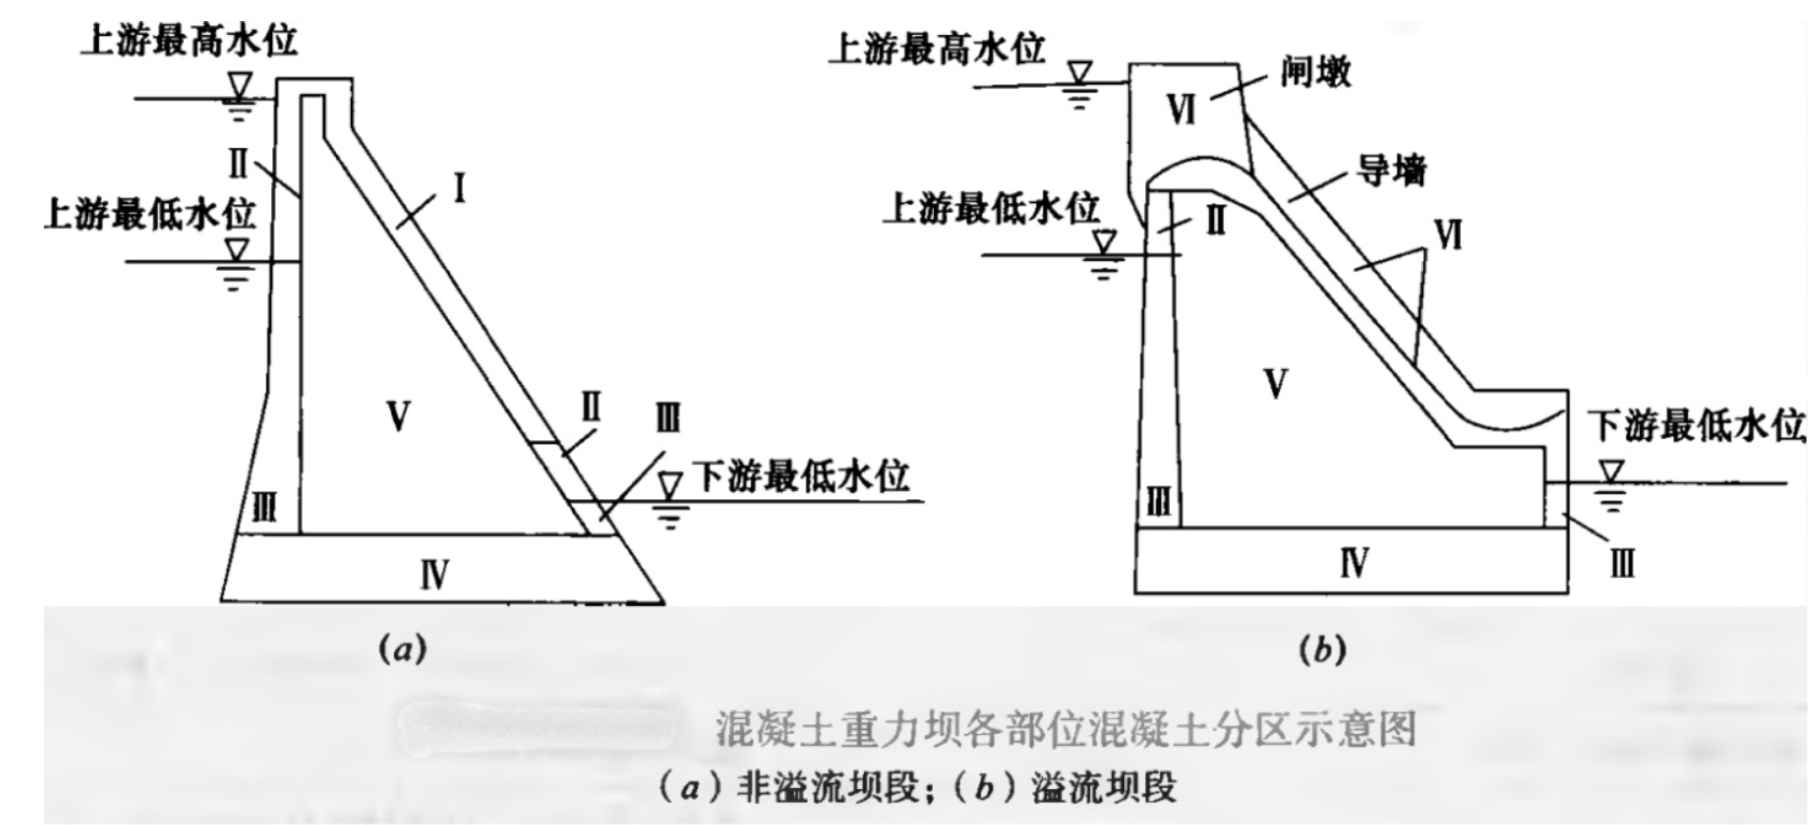 上游最高水位
Ⅱ
Ⅰ
上游最低水位
Ⅴ
Ⅱ
Ⅲ
下游最低水位
Ⅲ
Ⅳ
(a)
上游最高水位
闸墩
Ⅵ
导墙
上游最低水位
Ⅱ
Ⅵ
Ⅴ
下游最低水位
Ⅲ
Ⅳ
Ⅲ
(b)
混凝土重力坝各部位混凝土分区示意图
(a)非溢流坝段;(b)溢流坝段